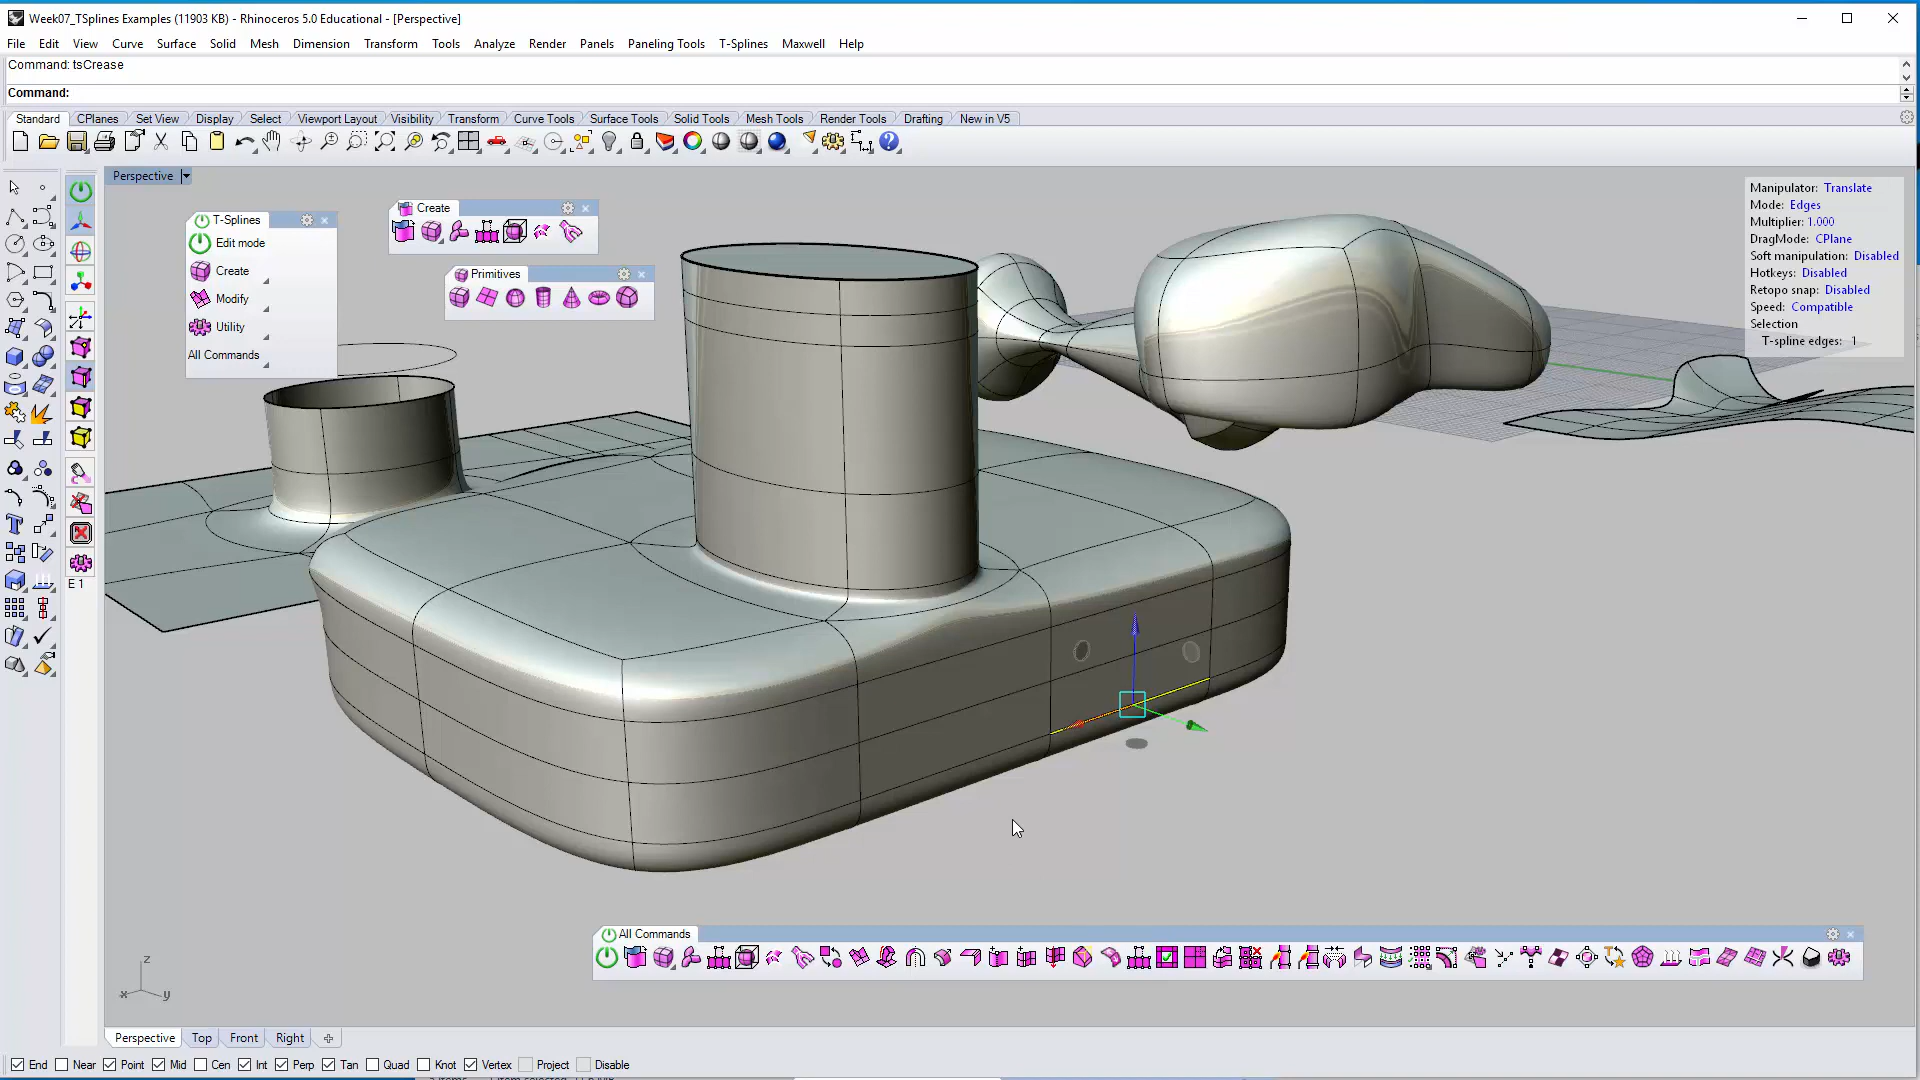 Week07_TSplines Examples (11903 KB) - Rhinoceros 5.0 Educational - [Perspective]
File Edit View Curve Surface Solid Mesh Dimension Transform Tools Analyze Render Panels Paneling Tools T-Splines Maxwell Help
Command: tsCrease
Command:
Standard CPlanes Set View Display Select Viewport Layout Visibility Transform Curve Tools Surface Tools Solid Tools Mesh Tools Render Tools Drafting New in V5
Perspective
Manipulator: Translate
Mode: Edges
Multiplier: 1.000
DragMode: CPlane
Soft manipulation: Disabled
Hotkeys: Disabled
Retopo snap: Disabled
Speed: Compatible
Selection
T-spline edges: 1
T-Splines
Edit mode
Create
Modify
Utility
All Commands
Create
Primitives
E 1
All Commands
z
x y
Perspective Top Front Right
End Near Point Mid Cen Int Perp Tan Quad Knot Vertex Project Disable